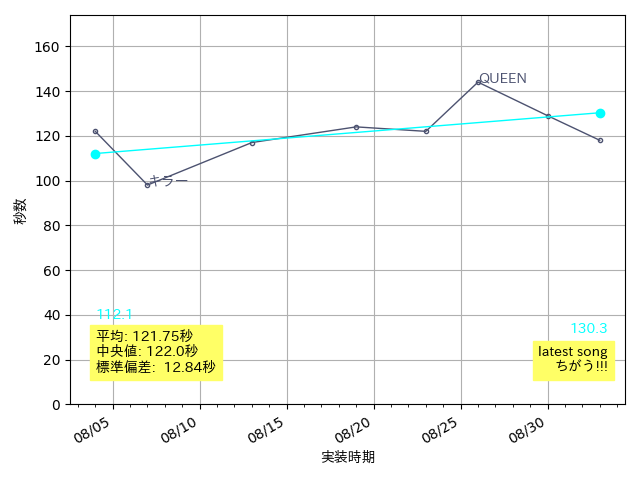 160
140
120
100
80
60
40
20
0
秒数
QUEEN
キラー
112.1
130.3
平均: 121.75秒
中央値: 122.0秒
標準偏差: 12.84秒
latest song
ちがう!!!
08/05
08/10
08/15
08/20
08/25
08/30
実装時期